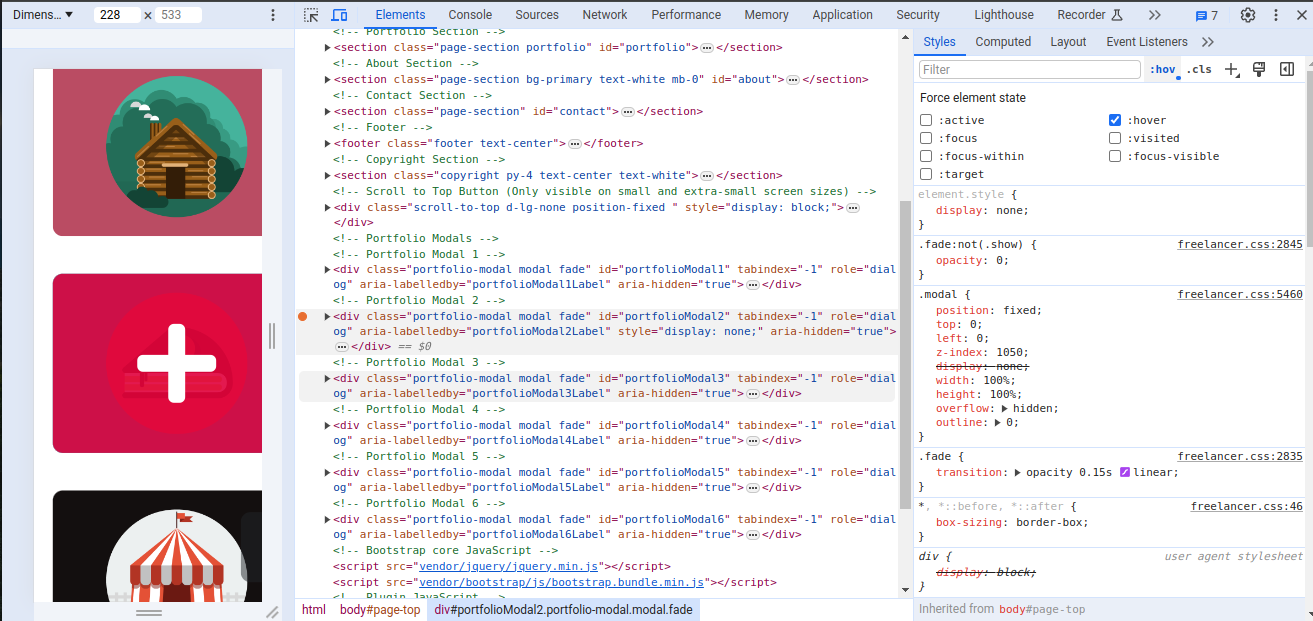 Dimens... 228 × 533
Elements Console Sources Network Performance Memory Application Security Lighthouse Recorder 7
<!-- Portfolio Section -->
<section class="page-section portfolio" id="portfolio">…</section>
<!-- About Section -->
<section class="page-section bg-primary text-white mb-0" id="about">…</section>
<!-- Contact Section -->
<section class="page-section" id="contact">…</section>
<!-- Footer -->
<footer class="footer text-center">…</footer>
<!-- Copyright Section -->
<section class="copyright py-4 text-center text-white">…</section>
<!-- Scroll to Top Button (Only visible on small and extra-small screen sizes) -->
<div class="scroll-to-top d-lg-none position-fixed " style="display: block;">…
</div>
<!-- Portfolio Modals -->
<!-- Portfolio Modal 1 -->
<div class="portfolio-modal modal fade" id="portfolioModal1" tabindex="-1" role="dial
og" aria-labelledby="portfolioModal1Label" aria-hidden="true">…</div>
<!-- Portfolio Modal 2 -->
<div class="portfolio-modal modal fade" id="portfolioModal2" tabindex="-1" role="dial
og" aria-labelledby="portfolioModal2Label" style="display: none;" aria-hidden="true">
…</div> == $0
<!-- Portfolio Modal 3 -->
<div class="portfolio-modal modal fade" id="portfolioModal3" tabindex="-1" role="dial
og" aria-labelledby="portfolioModal3Label" aria-hidden="true">…</div>
<!-- Portfolio Modal 4 -->
<div class="portfolio-modal modal fade" id="portfolioModal4" tabindex="-1" role="dial
og" aria-labelledby="portfolioModal4Label" aria-hidden="true">…</div>
<!-- Portfolio Modal 5 -->
<div class="portfolio-modal modal fade" id="portfolioModal5" tabindex="-1" role="dial
og" aria-labelledby="portfolioModal5Label" aria-hidden="true">…</div>
<!-- Portfolio Modal 6 -->
<div class="portfolio-modal modal fade" id="portfolioModal6" tabindex="-1" role="dial
og" aria-labelledby="portfolioModal6Label" aria-hidden="true">…</div>
<!-- Bootstrap core JavaScript -->
<script src="vendor/jquery/jquery.min.js"></script>
<script src="vendor/bootstrap/js/bootstrap.bundle.min.js"></script>
<!-- Plugin JavaScript -->
html body#page-top div#portfolioModal2.portfolio-modal.modal.fade
Styles Computed Layout Event Listeners
Filter :hov .cls
Force element state
:active :hover
:focus :visited
:focus-within :focus-visible
:target
element.style {
display: none;
}
.fade:not(.show) { freelancer.css:2845
opacity: 0;
}
.modal { freelancer.css:5460
position: fixed;
top: 0;
left: 0;
z-index: 1050;
display: none;
width: 100%;
height: 100%;
overflow: hidden;
outline: 0;
}
.fade { freelancer.css:2835
transition: opacity 0.15s linear;
}
*, *::before, *::after { freelancer.css:46
box-sizing: border-box;
}
div { user agent stylesheet
display: block;
}
Inherited from body#page-top